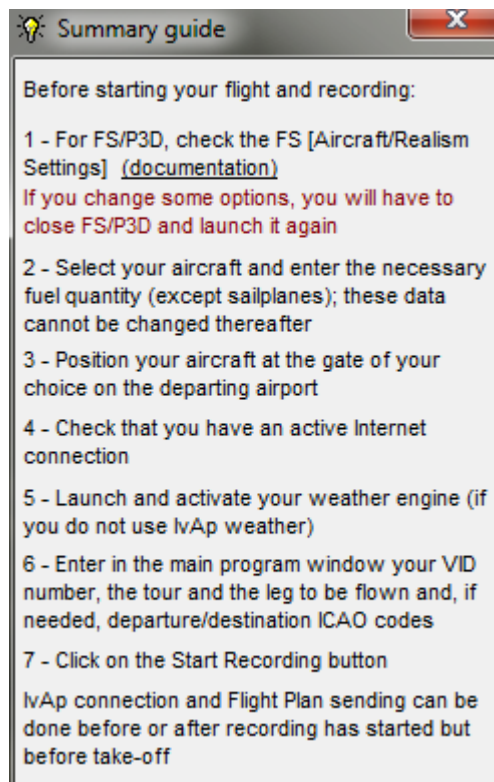 Summary guide
Before starting your flight and recording:
1 - For FS/P3D, check the FS [Aircraft/Realism
Settings]  (documentation)
If you change some options, you will have to
close FS/P3D and launch it again
2 - Select your aircraft and enter the necessary
fuel quantity (except sailplanes); these data
cannot be changed thereafter
3 - Position your aircraft at the gate of your
choice on the departing airport
4 - Check that you have an active Internet
connection
5 - Launch and activate your weather engine (if
you do not use IvAp weather)
6 - Enter in the main program window your VID
number, the tour and the leg to be flown and, if
needed, departure/destination ICAO codes
7 - Click on the Start Recording button
IvAp connection and Flight Plan sending can be
done before or after recording has started but
before take-off